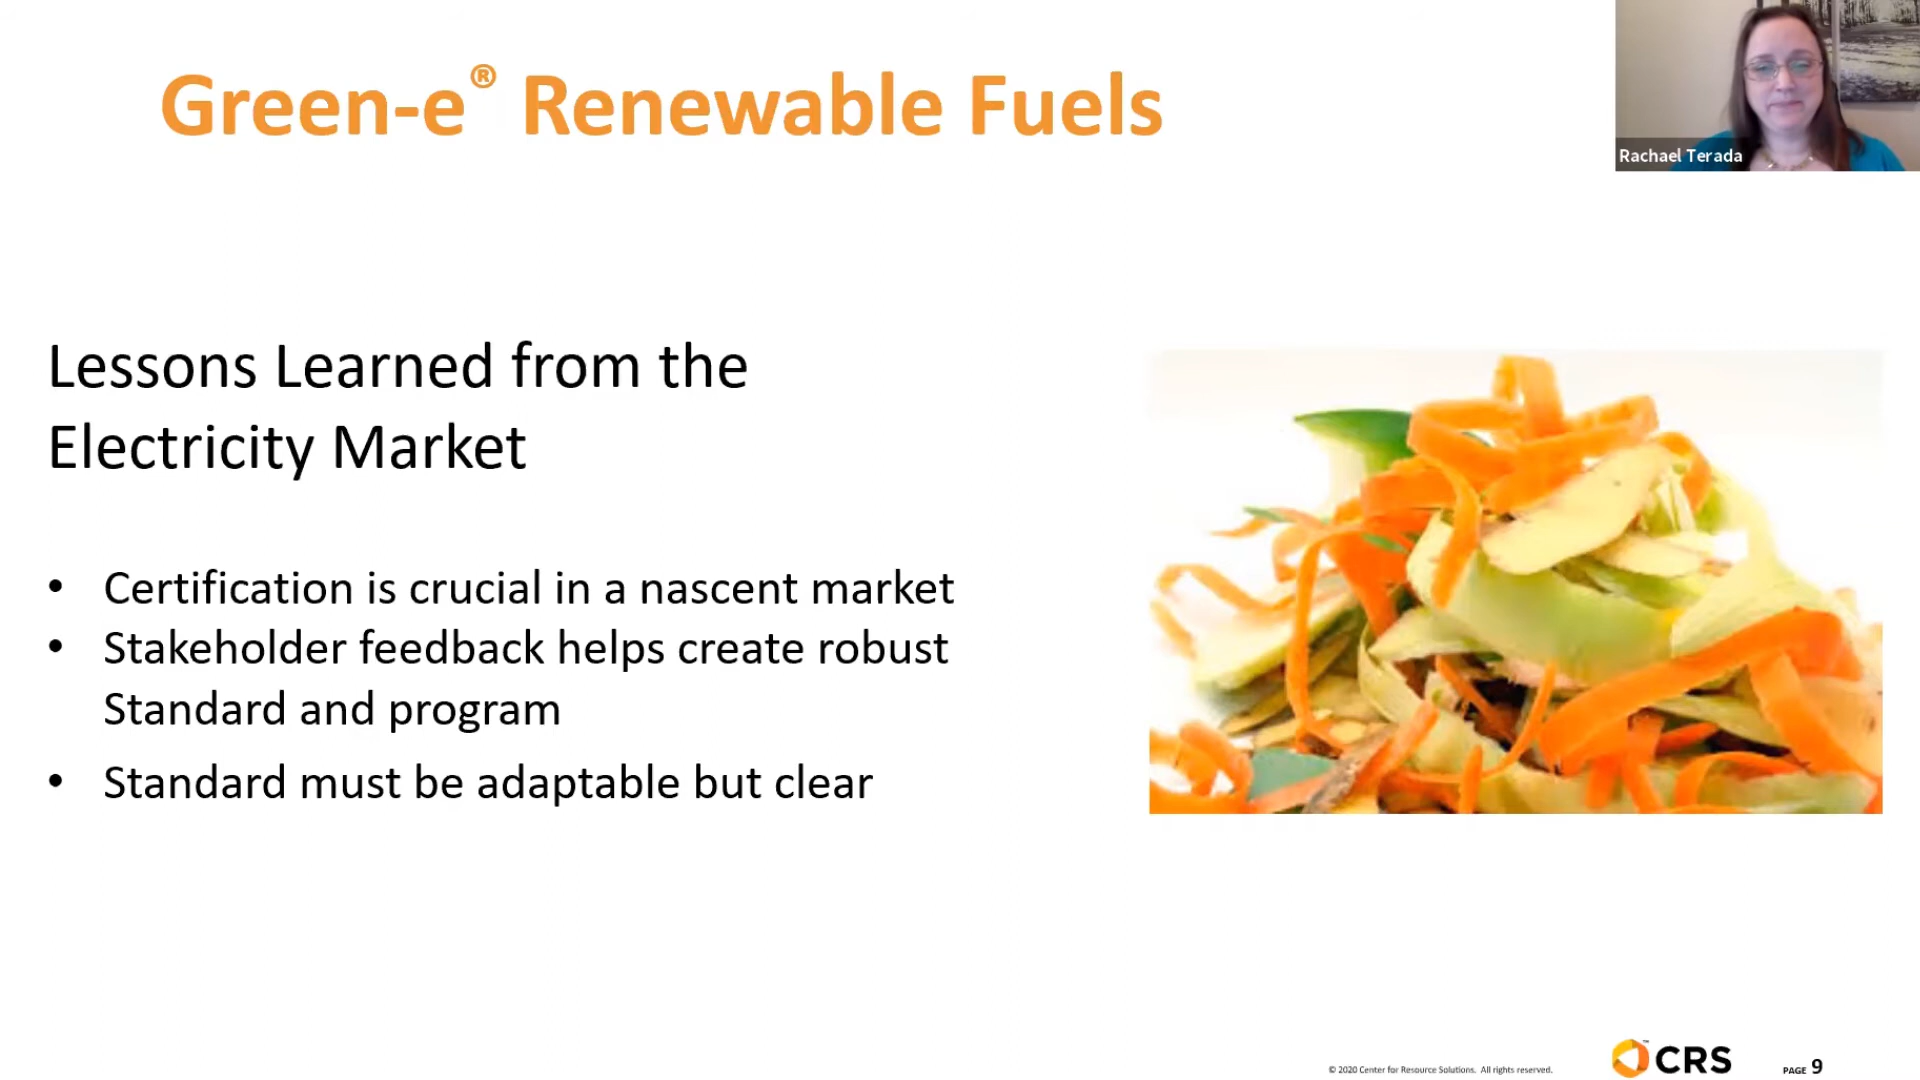 Green-e® Renewable Fuels
Rachael Terada
Lessons Learned from the
Electricity Market
• Certification is crucial in a nascent market
• Stakeholder feedback helps create robust
Standard and program
• Standard must be adaptable but clear
© 2020 Center for Resource Solutions. All rights reserved.
CRS™
PAGE 9